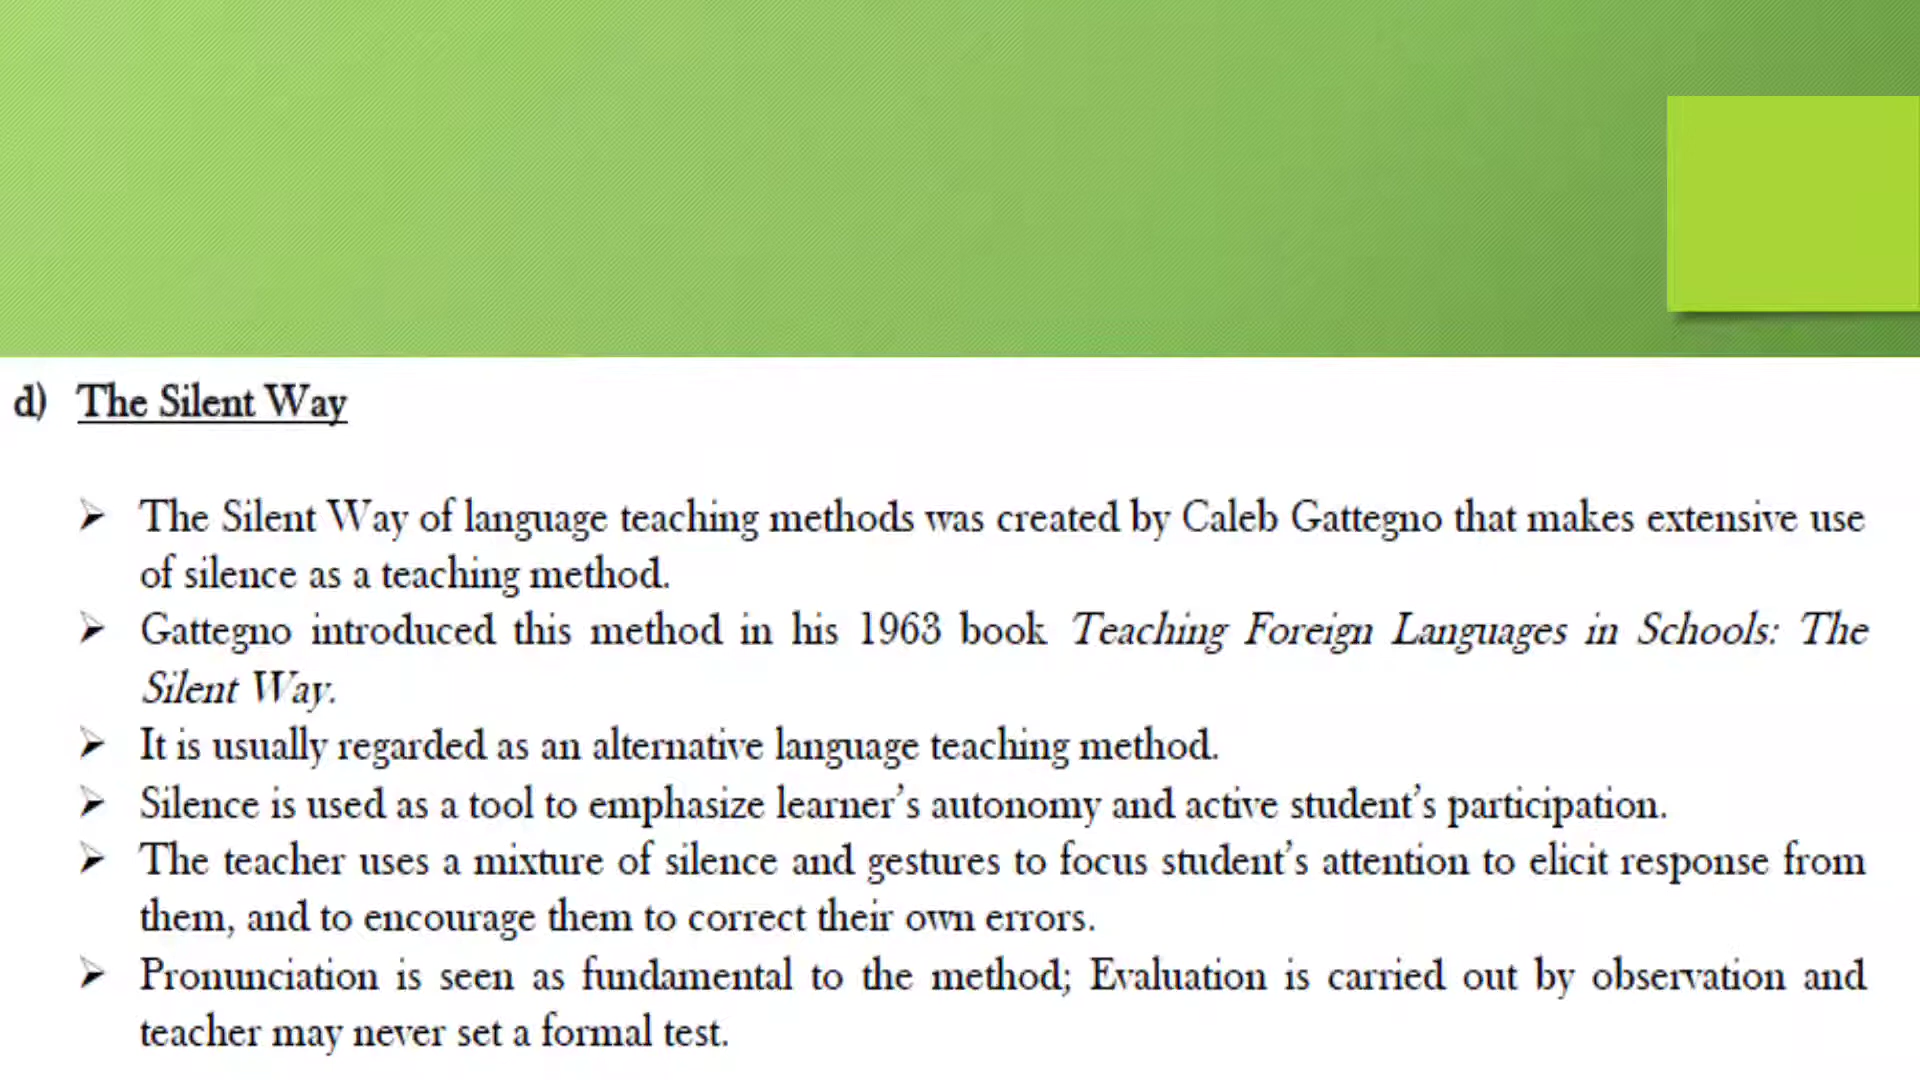 d) The Silent Way
➢ The Silent Way of language teaching methods was created by Caleb Gattegno that makes extensive use
of silence as a teaching method.
➢ Gattegno introduced this method in his 1963 book Teaching Foreign Languages in Schools: The
Silent Way.
➢ It is usually regarded as an alternative language teaching method.
➢ Silence is used as a tool to emphasize learner’s autonomy and active student’s participation.
➢ The teacher uses a mixture of silence and gestures to focus student’s attention to elicit response from
them, and to encourage them to correct their own errors.
➢ Pronunciation is seen as fundamental to the method; Evaluation is carried out by observation and
teacher may never set a formal test.